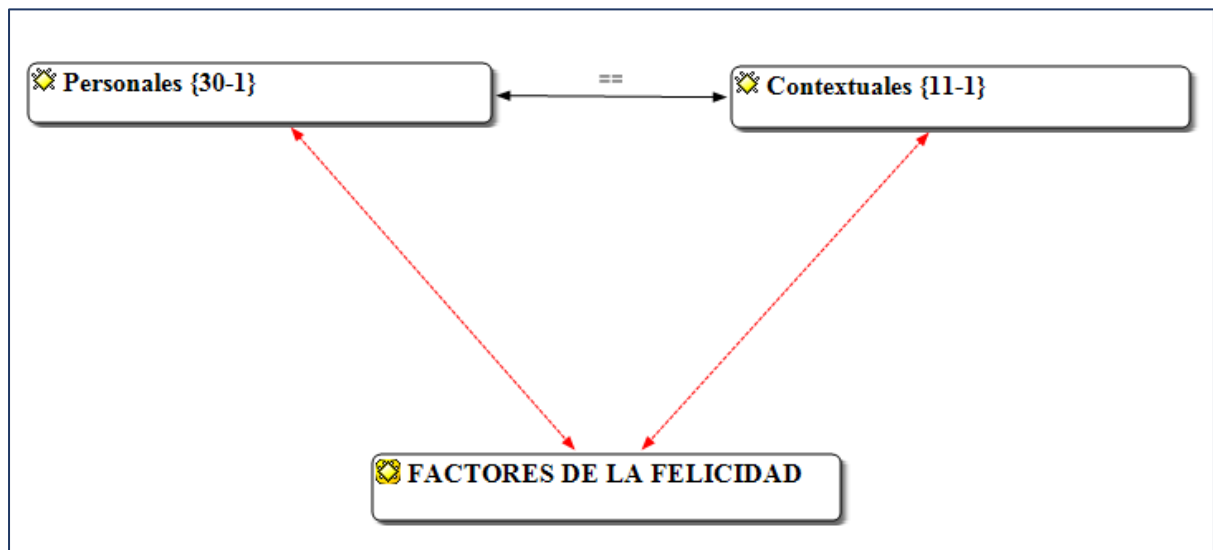 Personales {30-1}
==
Contextuales {11-1}
FACTORES DE LA FELICIDAD